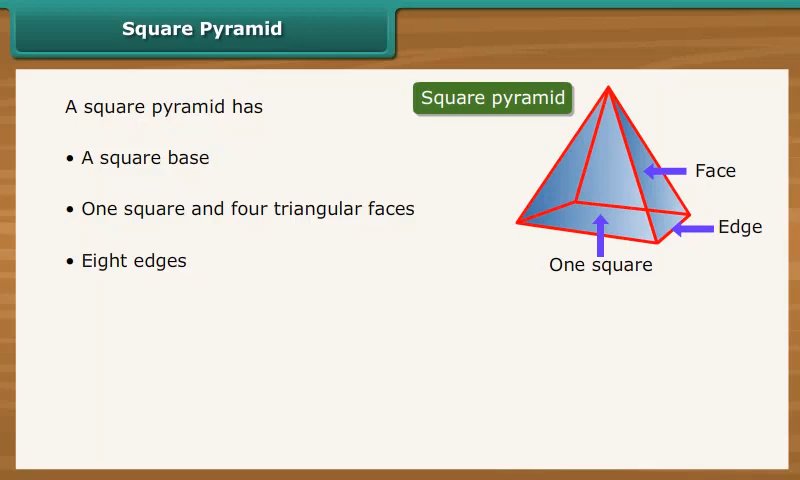 Square Pyramid
A square pyramid has
• A square base
• One square and four triangular faces
• Eight edges
Square pyramid
Face
Edge
One square